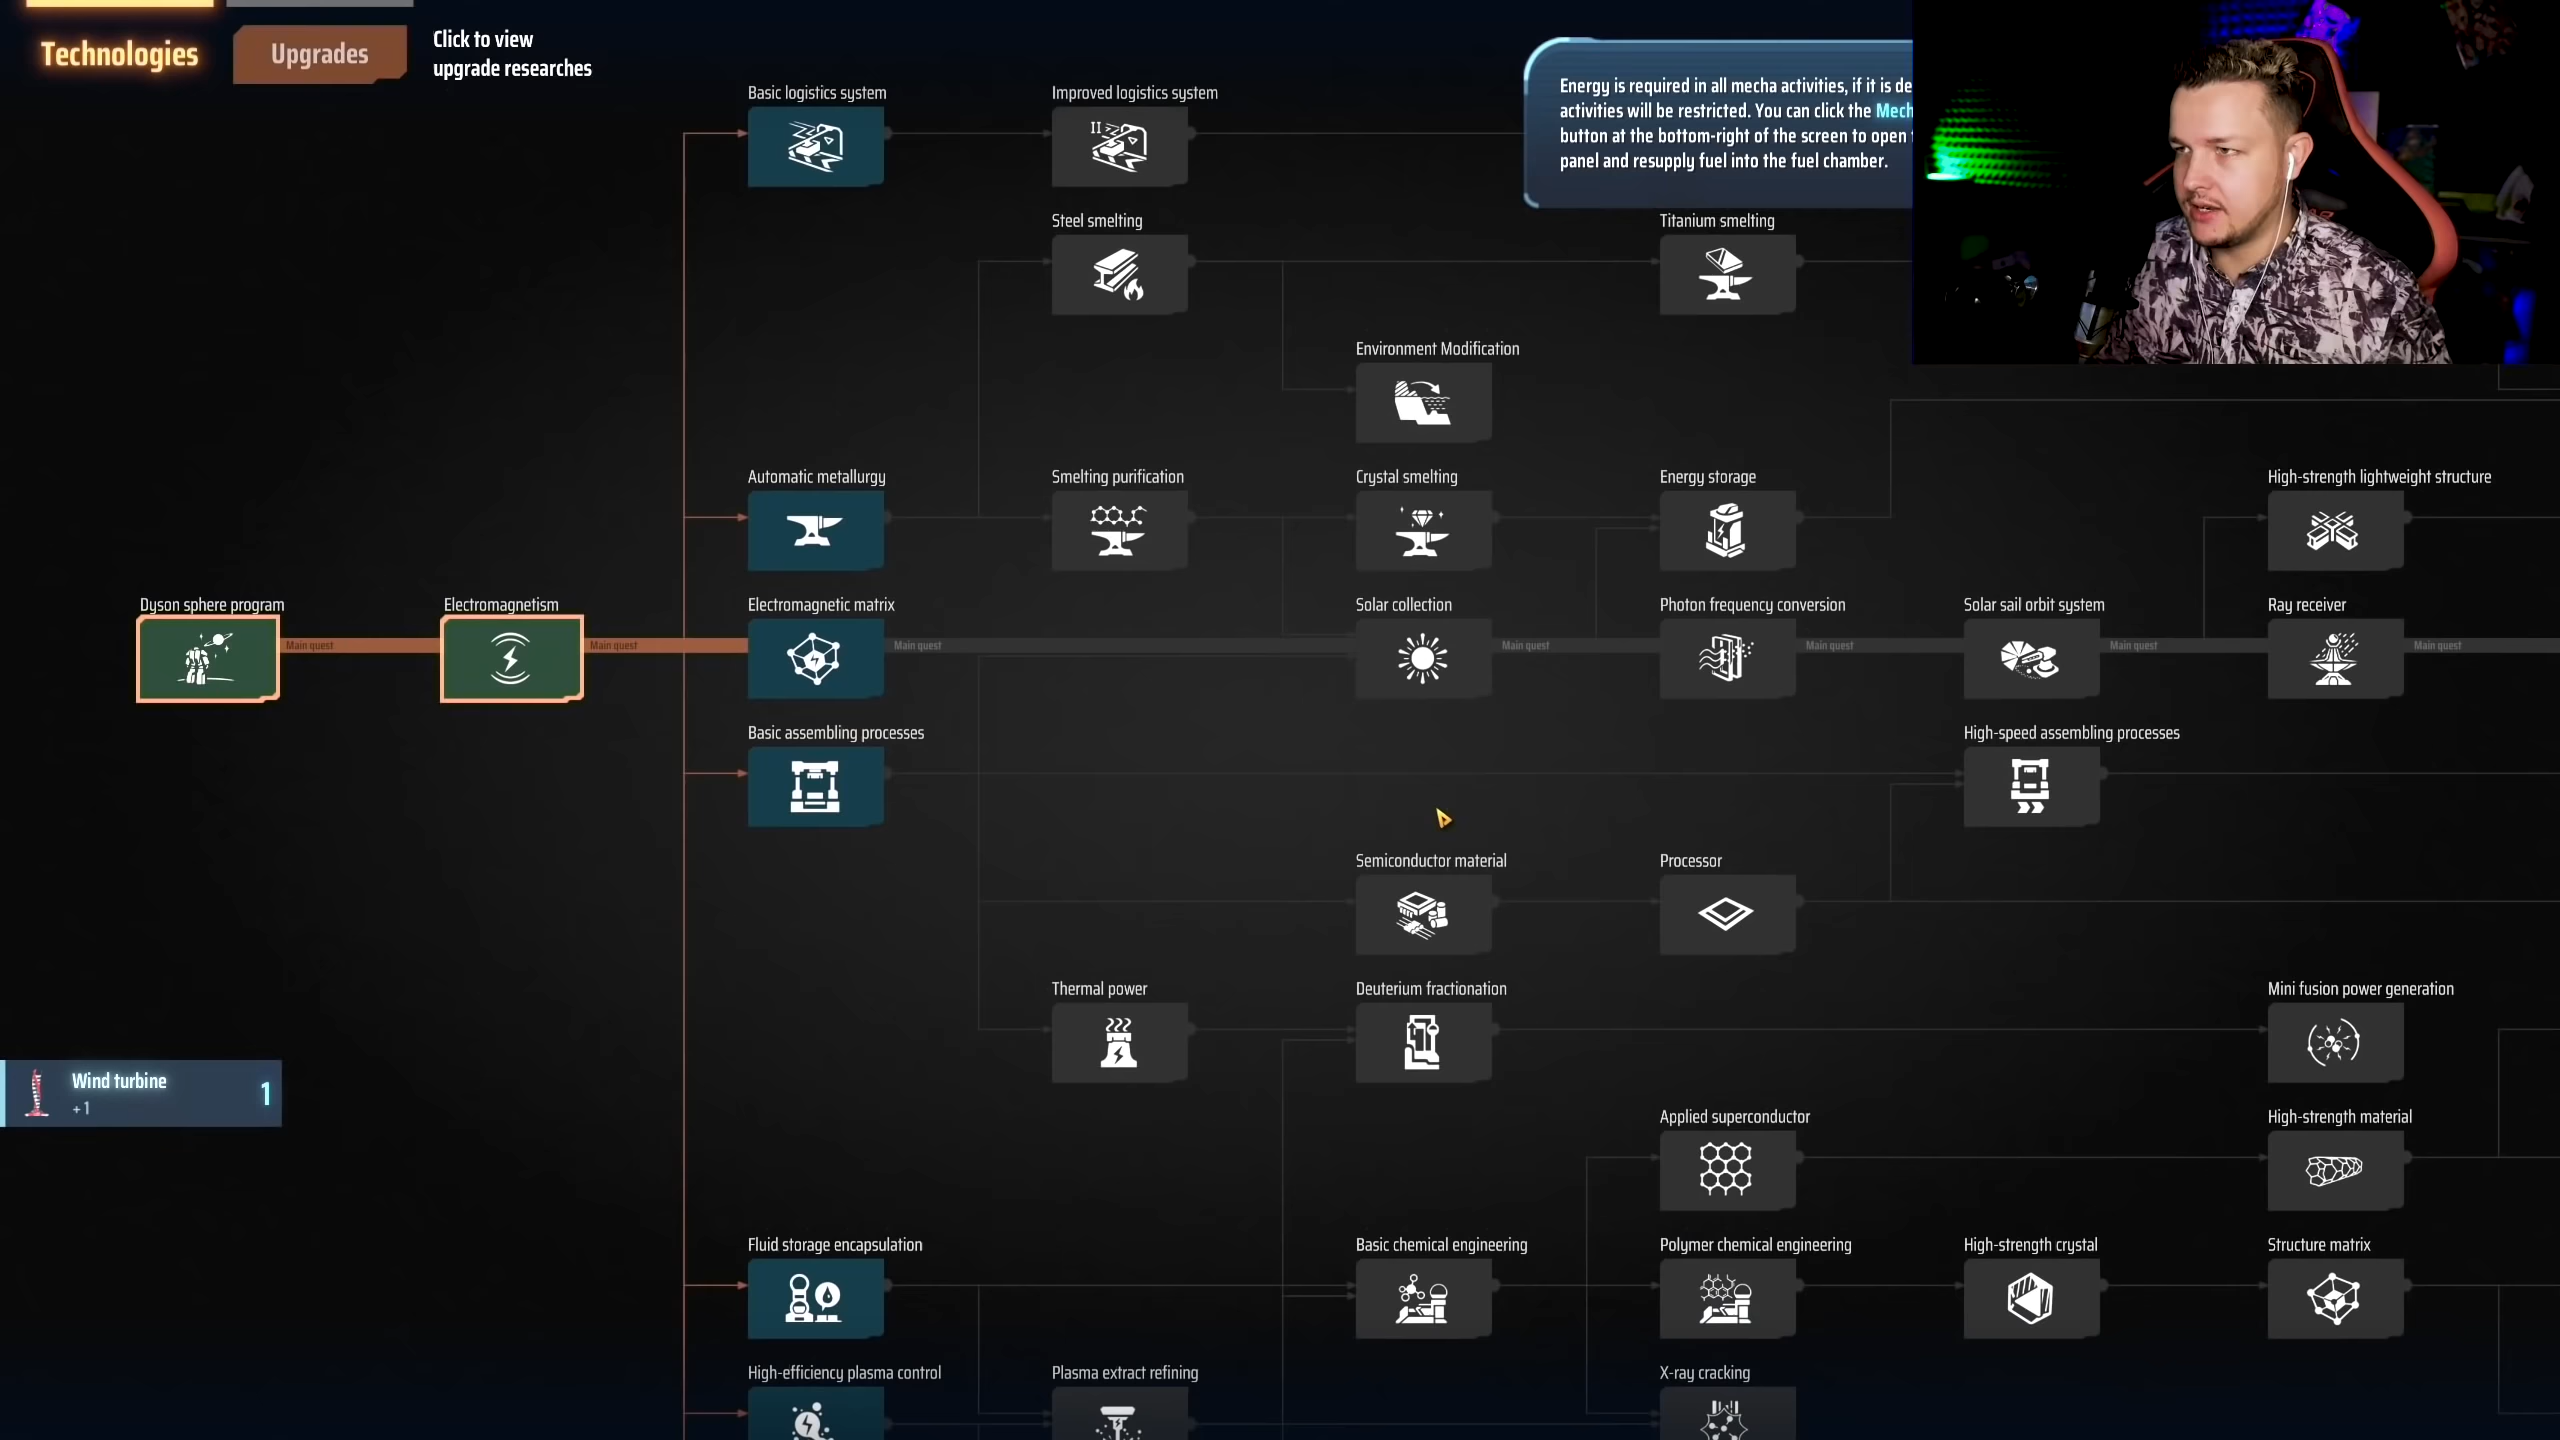 Technologies
Upgrades
Click to view
upgrade researches
Energy is required in all mecha activities, if it is de
activities will be restricted. You can click the Mech
button at the bottom-right of the screen to open
panel and resupply fuel into the fuel chamber.
Basic logistics system
Improved logistics system
II
Steel smelting
Titanium smelting
Environment Modification
Automatic metallurgy
Smelting purification
Crystal smelting
Energy storage
High-strength lightweight structure
Dyson sphere program
Electromagnetism
Electromagnetic matrix
Solar collection
Photon frequency conversion
Solar sail orbit system
Ray receiver
Main quest
Main quest
Main quest
Main quest
Main quest
Main quest
Main quest
Basic assembling processes
High-speed assembling processes
Semiconductor material
Processor
Thermal power
Deuterium fractionation
Mini fusion power generation
Wind turbine
+1
1
Applied superconductor
High-strength material
Fluid storage encapsulation
Basic chemical engineering
Polymer chemical engineering
High-strength crystal
Structure matrix
High-efficiency plasma control
Plasma extract refining
X-ray cracking